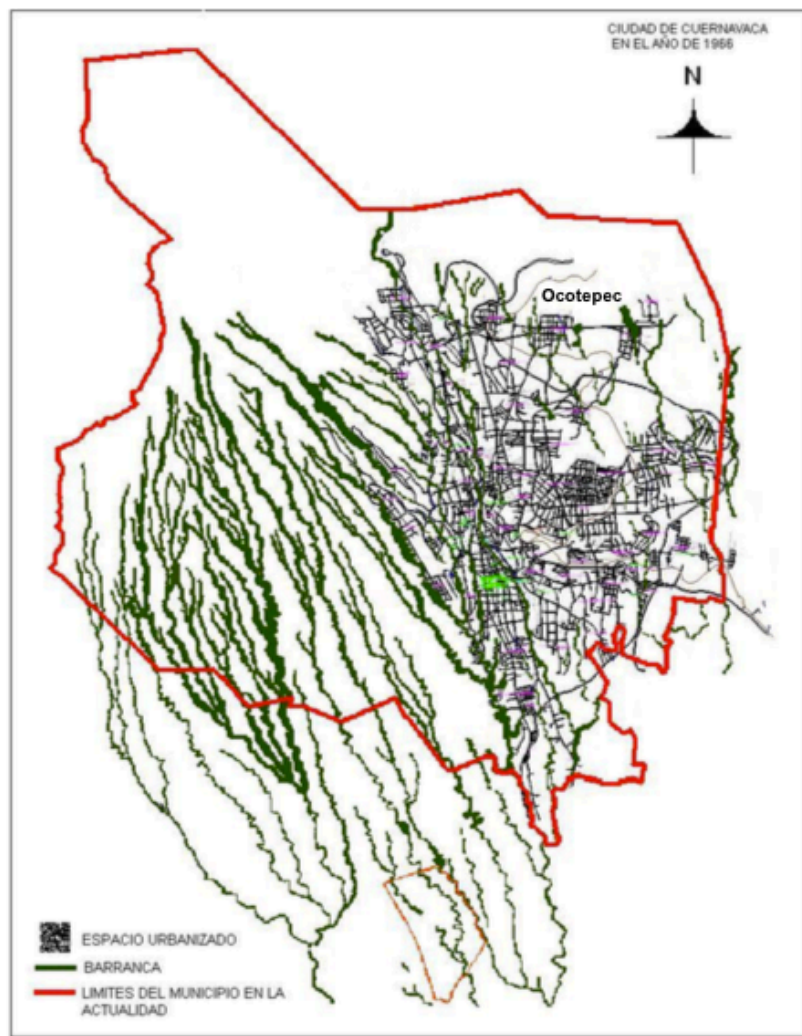 CIUDAD DE CUERNAVACA
EN EL AÑO DE 1966
N
Ocotepec
ESPACIO URBANIZADO
BARRANCA
LIMITES DEL MUNICIPIO EN LA
ACTUALIDAD